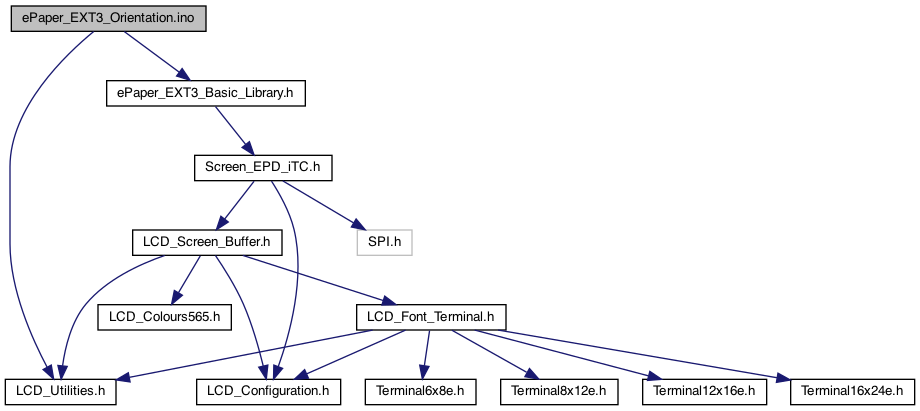 ePaper_EXT3_Orientation.ino
ePaper_EXT3_Basic_Library.h
Screen_EPD_iTC.h
LCD_Screen_Buffer.h
SPI.h
LCD_Colours565.h
LCD_Font_Terminal.h
LCD_Utilities.h
LCD_Configuration.h
Terminal6x8e.h
Terminal8x12e.h
Terminal12x16e.h
Terminal16x24e.h